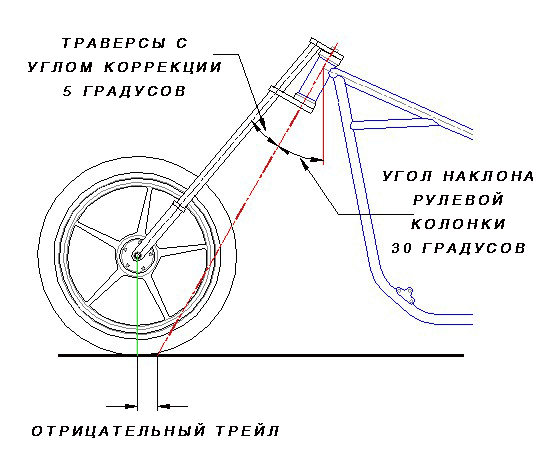 ТРАВЕРСЫ С
УГЛОМ КОРРЕКЦИИ
5 ГРАДУСОВ
УГОЛ НАКЛОНА
РУЛЕВОЙ
КОЛОНКИ
30 ГРАДУСОВ
ОТРИЦАТЕЛЬНЫЙ ТРЕЙЛ